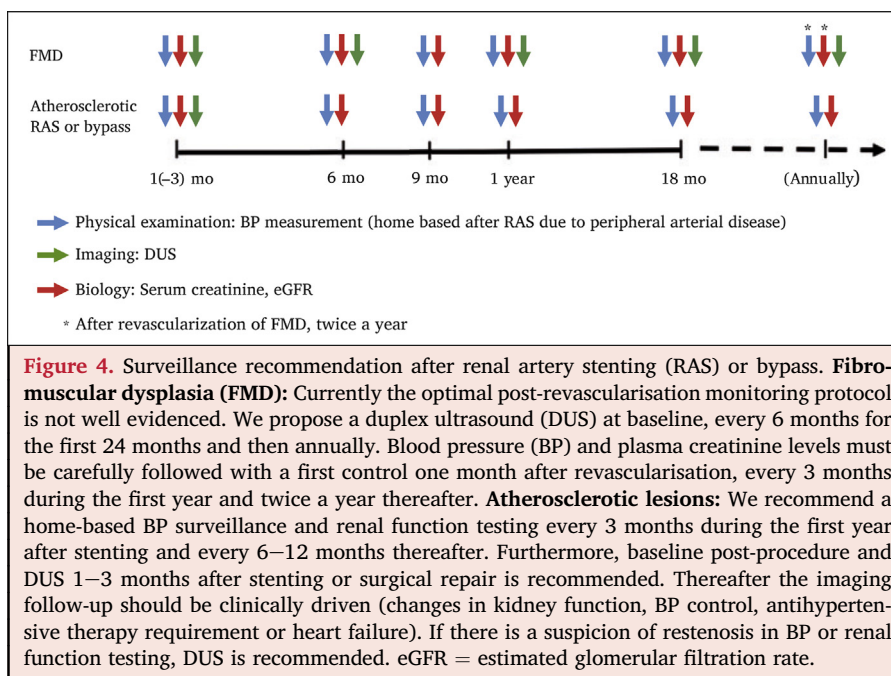 * *
FMD
Atherosclerotic
RAS or bypass
1(–3) mo 6 mo 9 mo 1 year 18 mo (Annually)
Physical examination: BP measurement (home based after RAS due to peripheral arterial disease)
Imaging: DUS
Biology: Serum creatinine, eGFR
* After revascularization of FMD, twice a year
Figure 4. Surveillance recommendation after renal artery stenting (RAS) or bypass. Fibro-
muscular dysplasia (FMD): Currently the optimal post-revascularisation monitoring protocol
is not well evidenced. We propose a duplex ultrasound (DUS) at baseline, every 6 months for
the first 24 months and then annually. Blood pressure (BP) and plasma creatinine levels must
be carefully followed with a first control one month after revascularisation, every 3 months
during the first year and twice a year thereafter. Atherosclerotic lesions: We recommend a
home-based BP surveillance and renal function testing every 3 months during the first year
after stenting and every 6–12 months thereafter. Furthermore, baseline post-procedure and
DUS 1–3 months after stenting or surgical repair is recommended. Thereafter the imaging
follow-up should be clinically driven (changes in kidney function, BP control, antihyperten-
sive therapy requirement or heart failure). If there is a suspicion of restenosis in BP or renal
function testing, DUS is recommended. eGFR = estimated glomerular filtration rate.